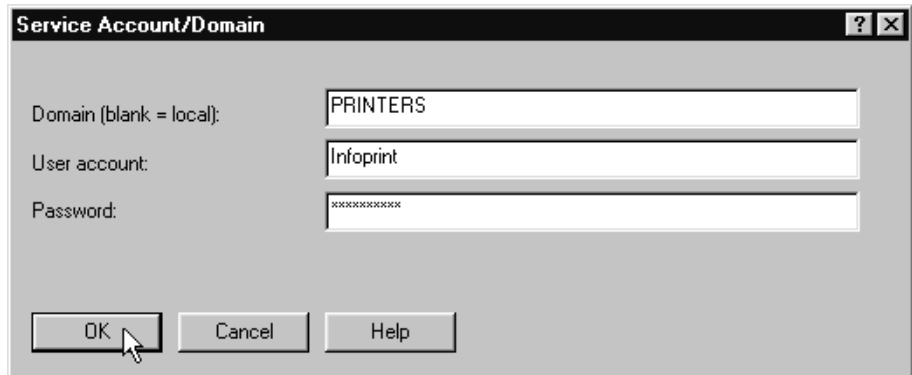 Service Account/Domain
Domain (blank = local): PRINTERS
User account: Infoprint
Password: **********
OK Cancel Help